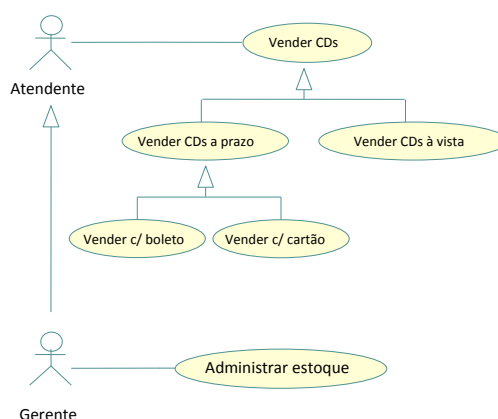 Vender CDs
Atendente
Vender CDs a prazo
Vender CDs à vista
Vender c/ boleto
Vender c/ cartão
Administrar estoque
Gerente